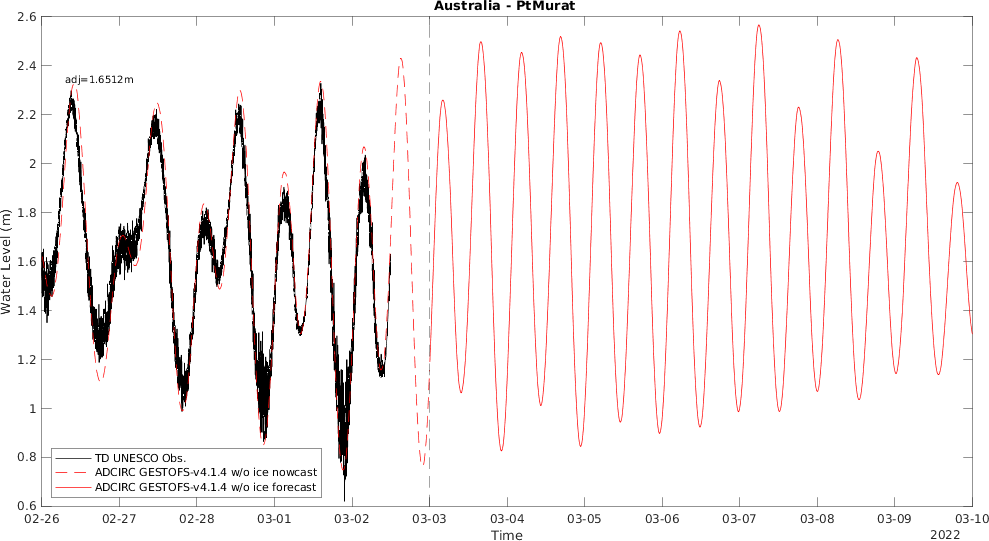 Australia - PtMurat
2.6
2.4
2.2
2
1.8
1.6
1.4
1.2
1
0.8
0.6
Water Level (m)
adj=1.6512m
TD UNESCO Obs.
ADCIRC GESTOFS-v4.1.4 w/o ice nowcast
ADCIRC GESTOFS-v4.1.4 w/o ice forecast
02-26 02-27 02-28 03-01 03-02 03-03 03-04 03-05 03-06 03-07 03-08 03-09 03-10
Time
2022